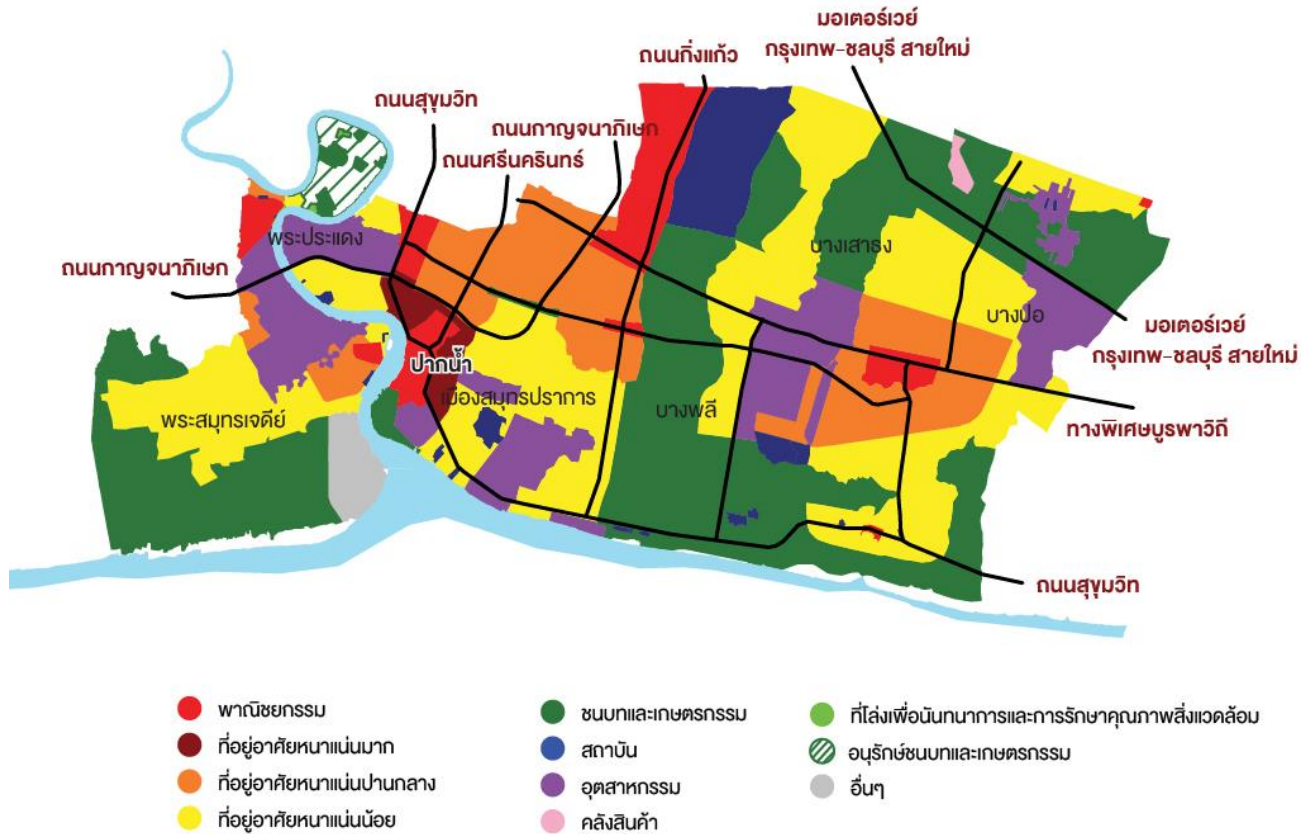 มอเตอร์เวย์
กรุงเทพ-ชลบุรี สายใหม่
ถนนกิ่งแก้ว
ถนนสุขุมวิท
ถนนกาญจนาภิเษก
ถนนศรีนครินทร์
พระประแดง
บางเสาธง
ถนนกาญจนาภิเษก
บางบ่อ
มอเตอร์เวย์
กรุงเทพ-ชลบุรี สายใหม่
ปากน้ำ
เมืองสมุทรปราการ
บางพลี
พระสมุทรเจดีย์
ทางพิเศษบูรพาวิถี
ถนนสุขุมวิท
พาณิชยกรรม
ที่อยู่อาศัยหนาแน่นมาก
ที่อยู่อาศัยหนาแน่นปานกลาง
ที่อยู่อาศัยหนาแน่นน้อย
ชนบทและเกษตรกรรม
สถาบัน
อุตสาหกรรม
คลังสินค้า
ที่โล่งเพื่อนันทนาการและการรักษาคุณภาพสิ่งแวดล้อม
อนุรักษ์ชนบทและเกษตรกรรม
อื่นๆ